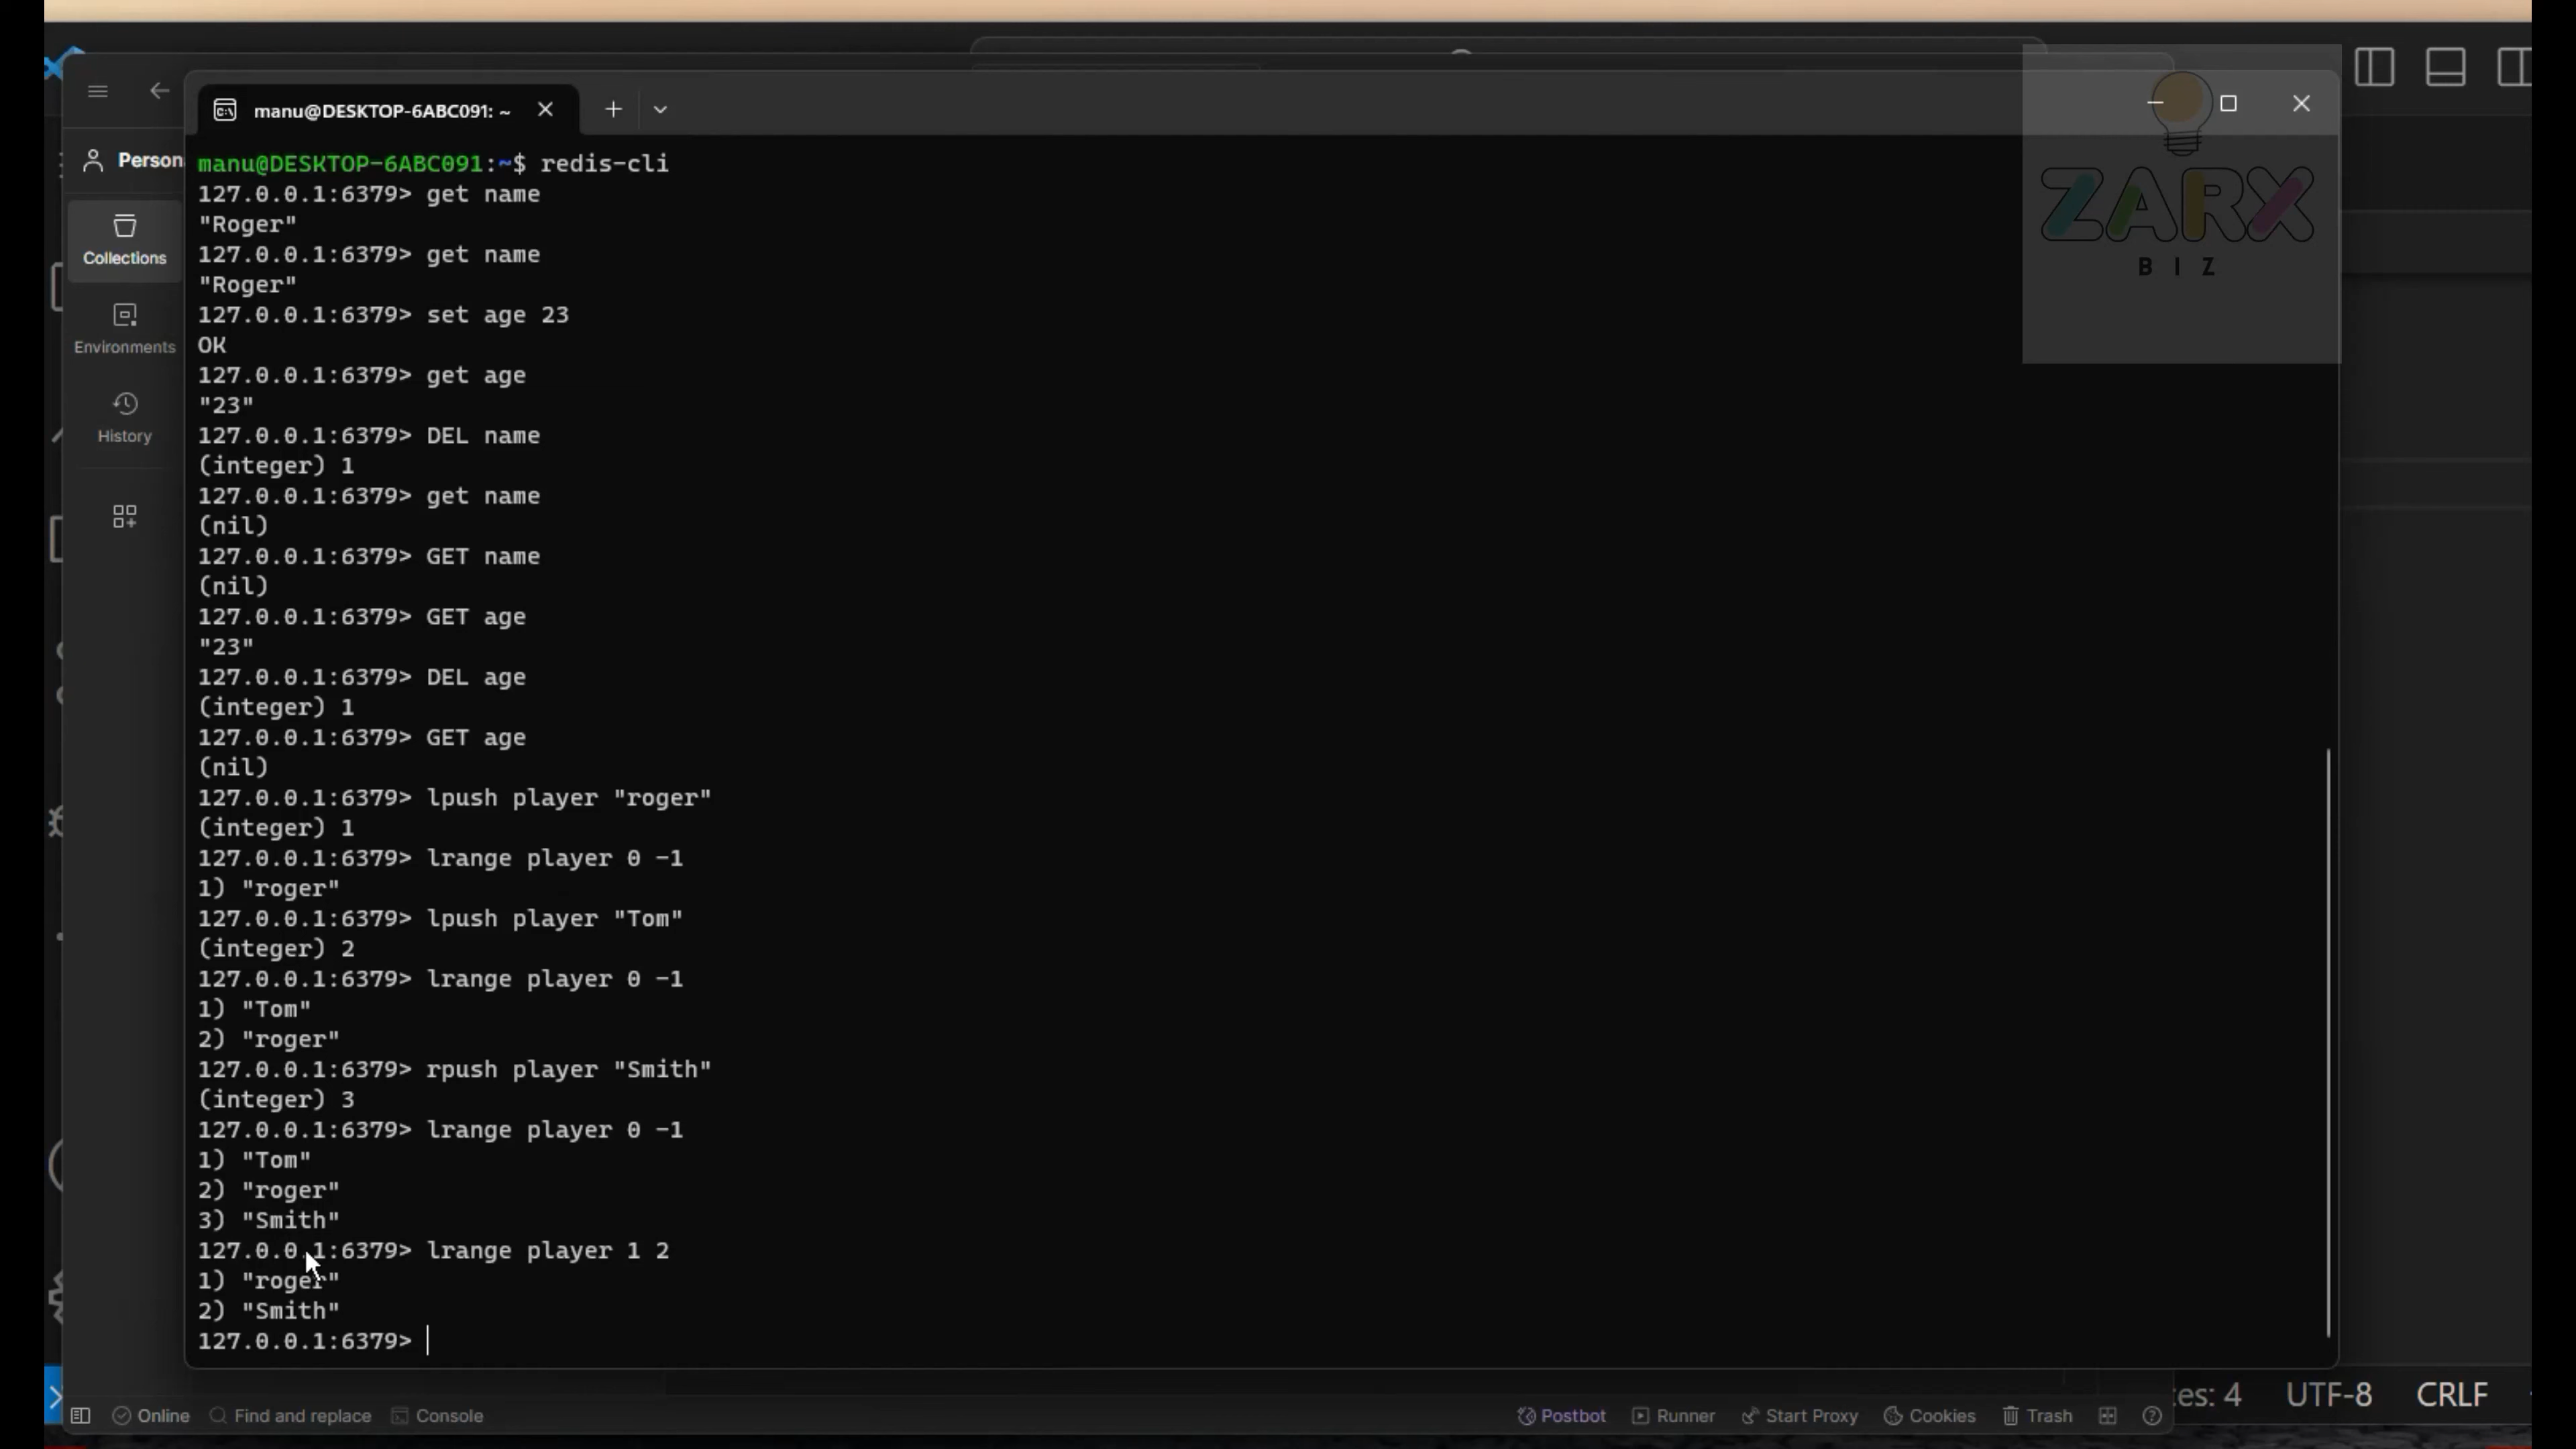 manu@DESKTOP-6ABC091: ~
ZARX
BIZ
Person
Collections
Environments
History
manu@DESKTOP-6ABC091:~$ redis-cli
127.0.0.1:6379> get name
"Roger"
127.0.0.1:6379> get name
"Roger"
127.0.0.1:6379> set age 23
OK
127.0.0.1:6379> get age
"23"
127.0.0.1:6379> DEL name
(integer) 1
127.0.0.1:6379> get name
(nil)
127.0.0.1:6379> GET name
(nil)
127.0.0.1:6379> GET age
"23"
127.0.0.1:6379> DEL age
(integer) 1
127.0.0.1:6379> GET age
(nil)
127.0.0.1:6379> lpush player "roger"
(integer) 1
127.0.0.1:6379> lrange player 0 -1
1) "roger"
127.0.0.1:6379> lpush player "Tom"
(integer) 2
127.0.0.1:6379> lrange player 0 -1
1) "Tom"
2) "roger"
127.0.0.1:6379> rpush player "Smith"
(integer) 3
127.0.0.1:6379> lrange player 0 -1
1) "Tom"
2) "roger"
3) "Smith"
127.0.0.1:6379> lrange player 1 2
1) "roger"
2) "Smith"
127.0.0.1:6379>
Online Find and replace Console Postbot Runner Start Proxy Cookies Trash
es: 4 UTF-8 CRLF